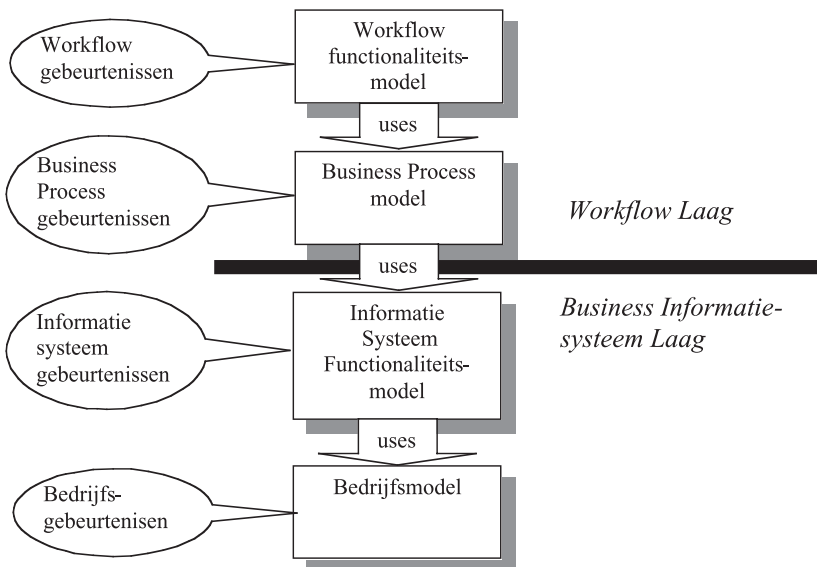 Workflow
gebeurtenissen
Workflow
functionaliteits-
model
uses
Business
Process
gebeurtenissen
Business Process
model
Workflow Laag
uses
Informatie
systeem
gebeurtenissen
Informatie
Systeem
Functionaliteits-
model
Business Informatie-
systeem Laag
uses
Bedrijfs-
gebeurtenisen
Bedrijfsmodel